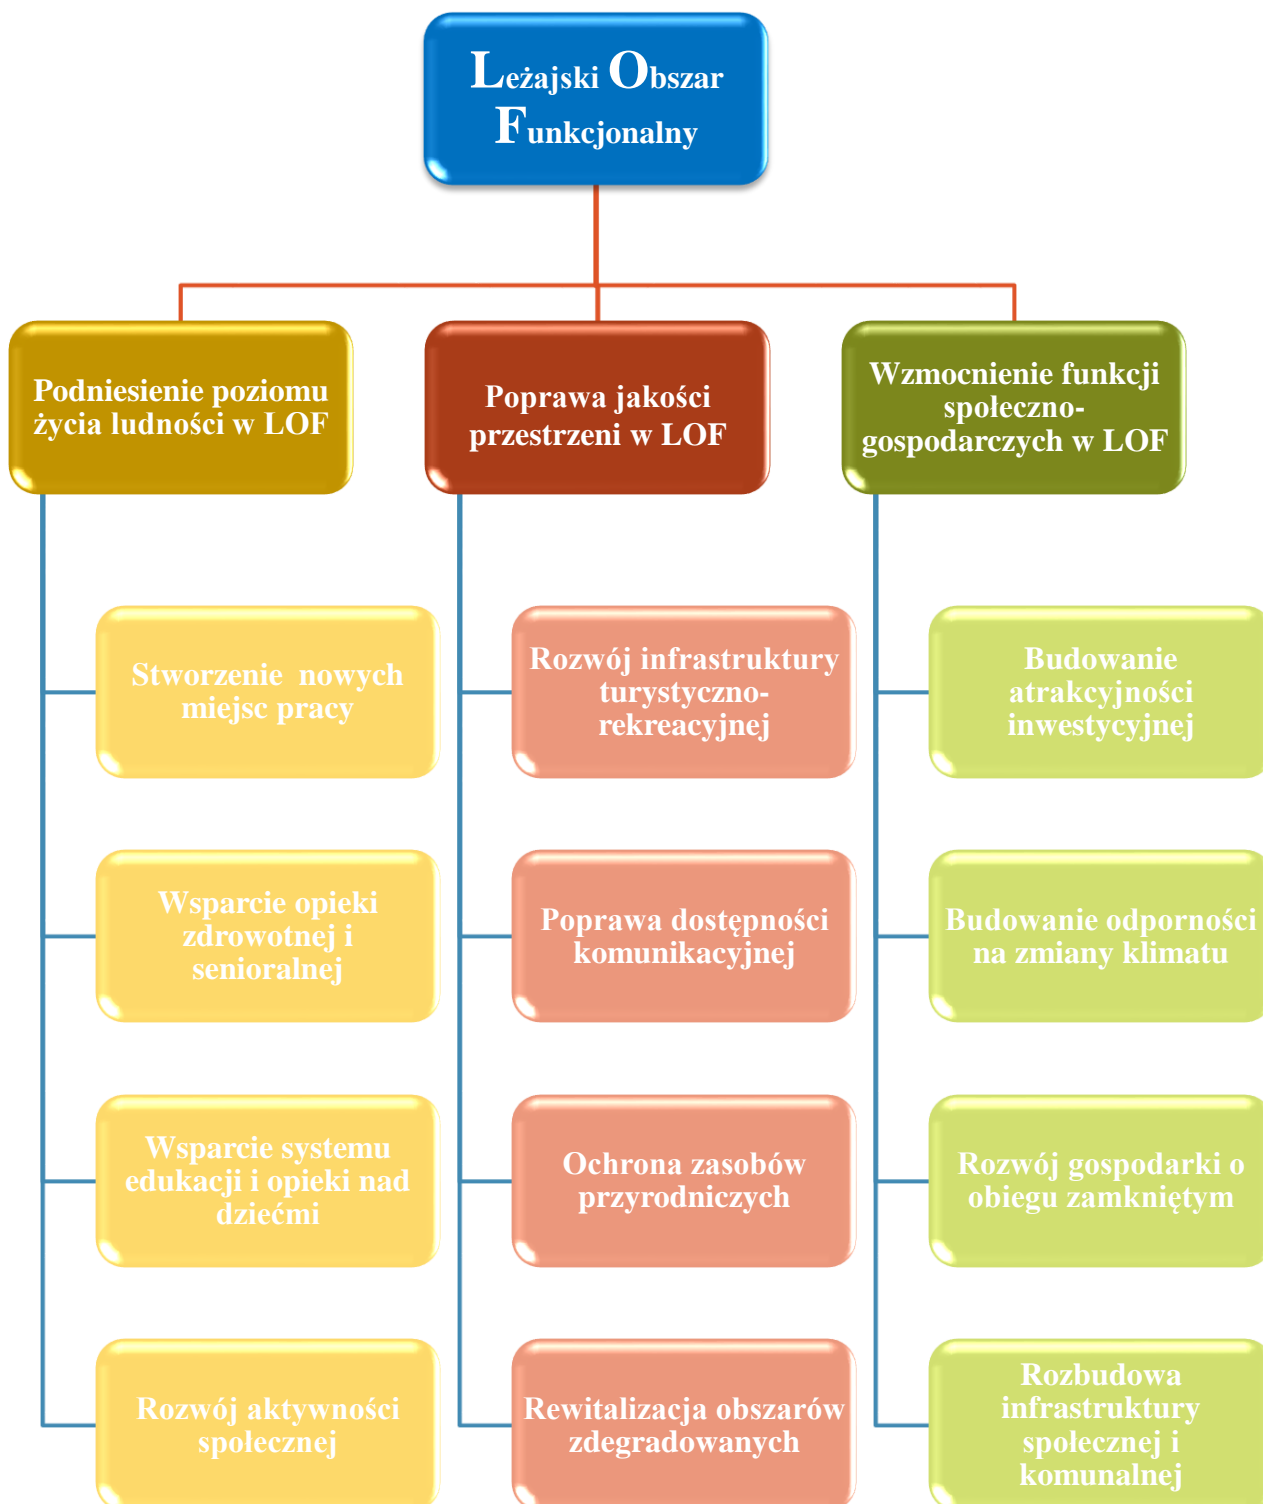 Leżajski Obszar
Funkcjonalny
Podniesienie poziomu
życia ludności w LOF
Stworzenie nowych
miejsc pracy
Wsparcie opieki
zdrowotnej i
senioralnej
Wsparcie systemu
edukacji i opieki nad
dziećmi
Rozwój aktywności
społecznej
Poprawa jakości
przestrzeni w LOF
Rozwój infrastruktury
turystyczno-
rekreacyjnej
Poprawa dostępności
komunikacyjnej
Ochrona zasobów
przyrodniczych
Rewitalizacja obszarów
zdegradowanych
Wzmocnienie funkcji
społeczno-
gospodarczych w LOF
Budowanie
atrakcyjności
inwestycyjnej
Budowanie odporności
na zmiany klimatu
Rozwój gospodarki o
obiegu zamkniętym
Rozbudowa
infrastruktury
społecznej i
komunalnej